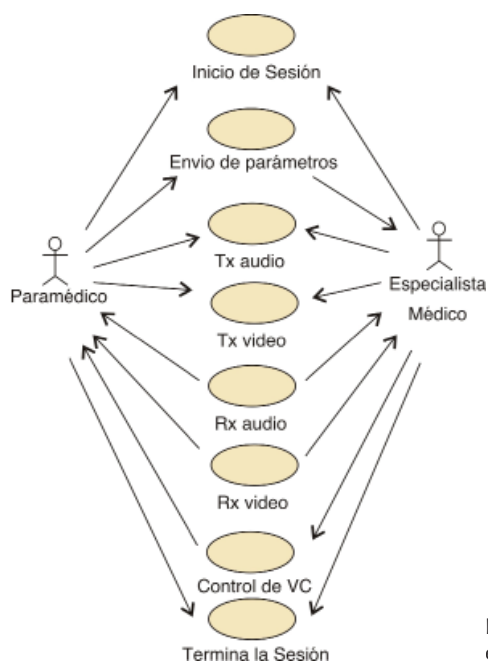 Inicio de Sesión
Envio de parámetros
Tx audio
Paramédico
Especialista
Médico
Tx video
Rx audio
Rx video
Control de VC
Termina la Sesión